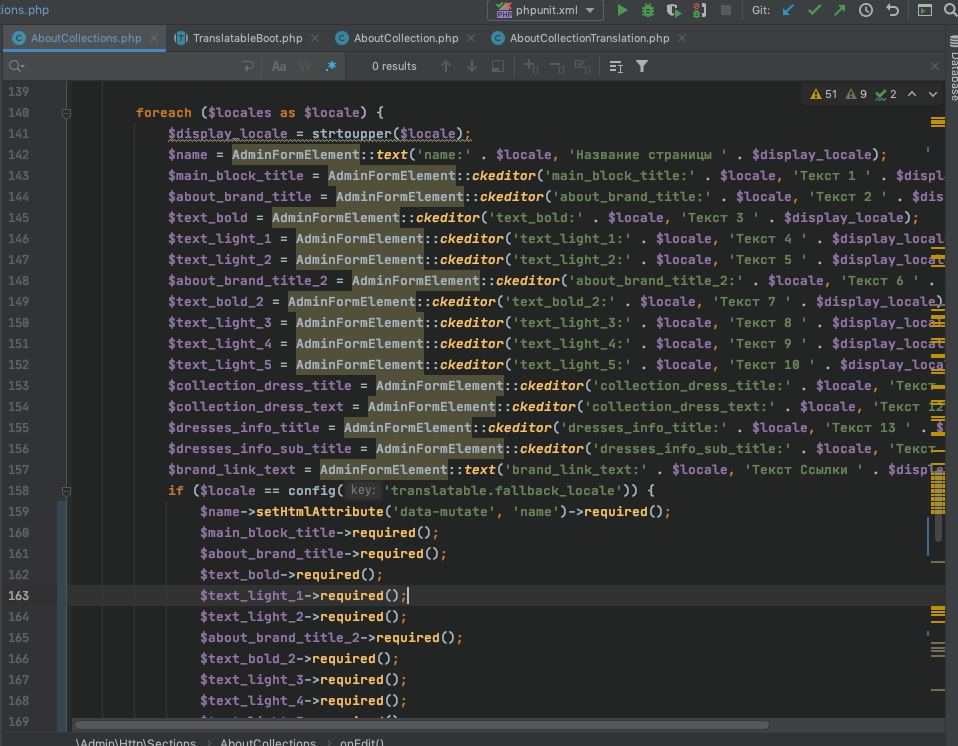 ions.php
phpunit.xml
Git:
AboutCollections.php
TranslatableBoot.php
AboutCollection.php
AboutCollectionTranslation.php
Aa W .* 0 results
51 9 2
139
140 foreach ($locales as $locale) {
141 $display_locale = strtoupper($locale);
142 $name = AdminFormElement::text('name:' . $locale, 'Название страницы ' . $display_locale);
143 $main_block_title = AdminFormElement::ckeditor('main_block_title:' . $locale, 'Текст 1 ' . $displ
144 $about_brand_title = AdminFormElement::ckeditor('about_brand_title:' . $locale, 'Текст 2 ' . $dis
145 $text_bold = AdminFormElement::ckeditor('text_bold:' . $locale, 'Текст 3 ' . $display_locale);
146 $text_light_1 = AdminFormElement::ckeditor('text_light_1:' . $locale, 'Текст 4 ' . $display_local
147 $text_light_2 = AdminFormElement::ckeditor('text_light_2:' . $locale, 'Текст 5 ' . $display_local
148 $about_brand_title_2 = AdminFormElement::ckeditor('about_brand_title_2:' . $locale, 'Текст 6 ' .
149 $text_bold_2 = AdminFormElement::ckeditor('text_bold_2:' . $locale, 'Текст 7 ' . $display_locale)
150 $text_light_3 = AdminFormElement::ckeditor('text_light_3:' . $locale, 'Текст 8 ' . $display_local
151 $text_light_4 = AdminFormElement::ckeditor('text_light_4:' . $locale, 'Текст 9 ' . $display_local
152 $text_light_5 = AdminFormElement::ckeditor('text_light_5:' . $locale, 'Текст 10 ' . $display_loca
153 $collection_dress_title = AdminFormElement::ckeditor('collection_dress_title:' . $locale, 'Текст
154 $collection_dress_text = AdminFormElement::ckeditor('collection_dress_text:' . $locale, 'Текст 12
155 $dresses_info_title = AdminFormElement::ckeditor('dresses_info_title:' . $locale, 'Текст 13 ' . $
156 $dresses_info_sub_title = AdminFormElement::ckeditor('dresses_info_sub_title:' . $locale, 'Текст
157 $brand_link_text = AdminFormElement::text('brand_link_text:' . $locale, 'Текст Ссылки ' . $displa
158 if ($locale == config( key: 'translatable.fallback_locale')) {
159 $name->setHtmlAttribute('data-mutate', 'name')->required();
160 $main_block_title->required();
161 $about_brand_title->required();
162 $text_bold->required();
163 $text_light_1->required();
164 $text_light_2->required();
165 $about_brand_title_2->required();
166 $text_bold_2->required();
167 $text_light_3->required();
168 $text_light_4->required();
169
\Admin\Http\Sections › AboutCollections › onEdit()
Database